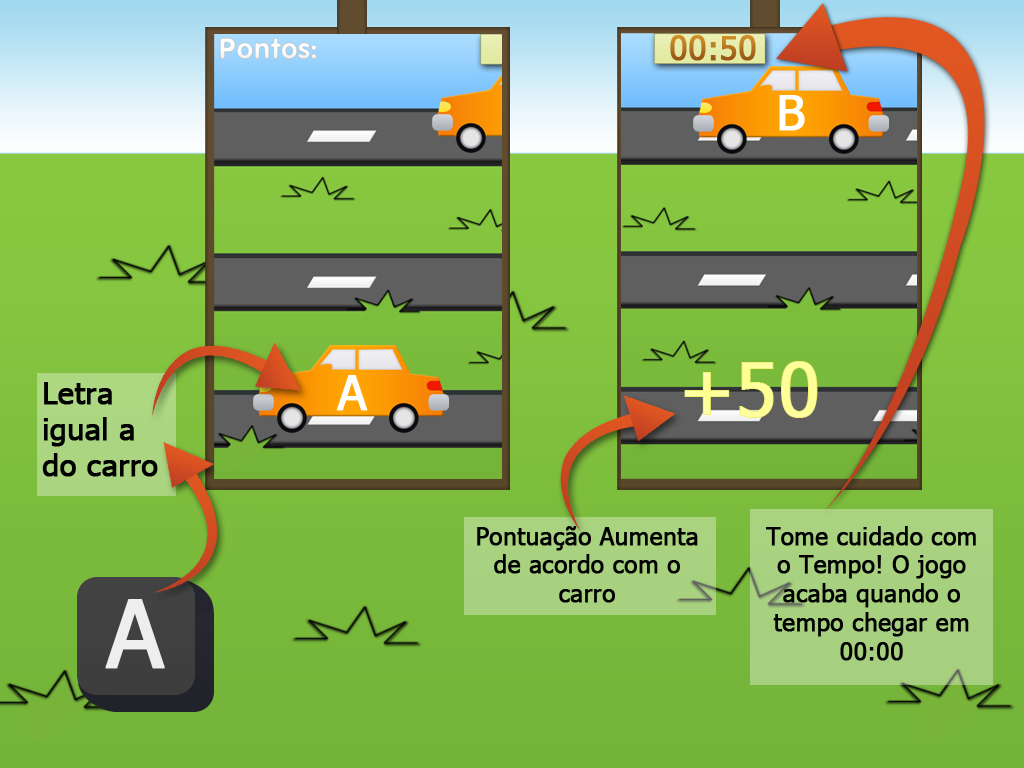 Pontos:
A
Letra
igual a
do carro
A
00:50
B
+50
Pontuação Aumenta
de acordo com o
carro
Tome cuidado com
o Tempo! O jogo
acaba quando o
tempo chegar em
00:00